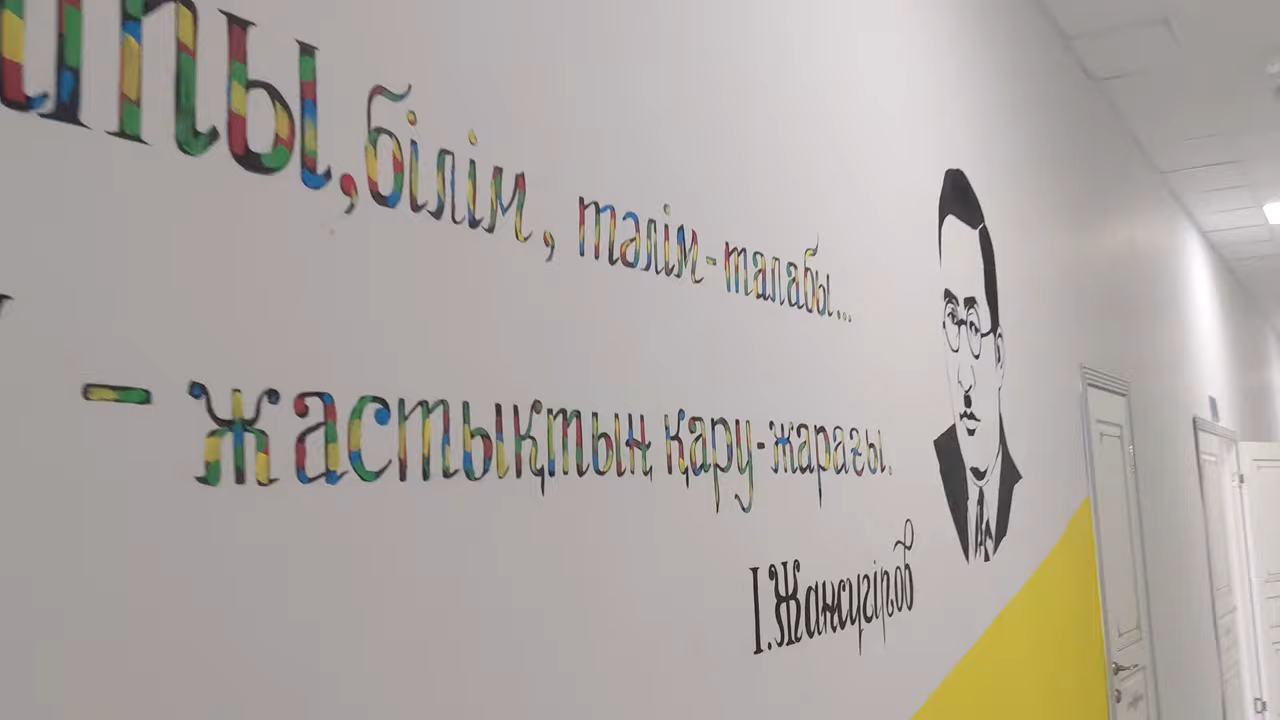 білім, тәлім-талабы...
- жастықтың қару-жарағы.
І.Жансүгіров